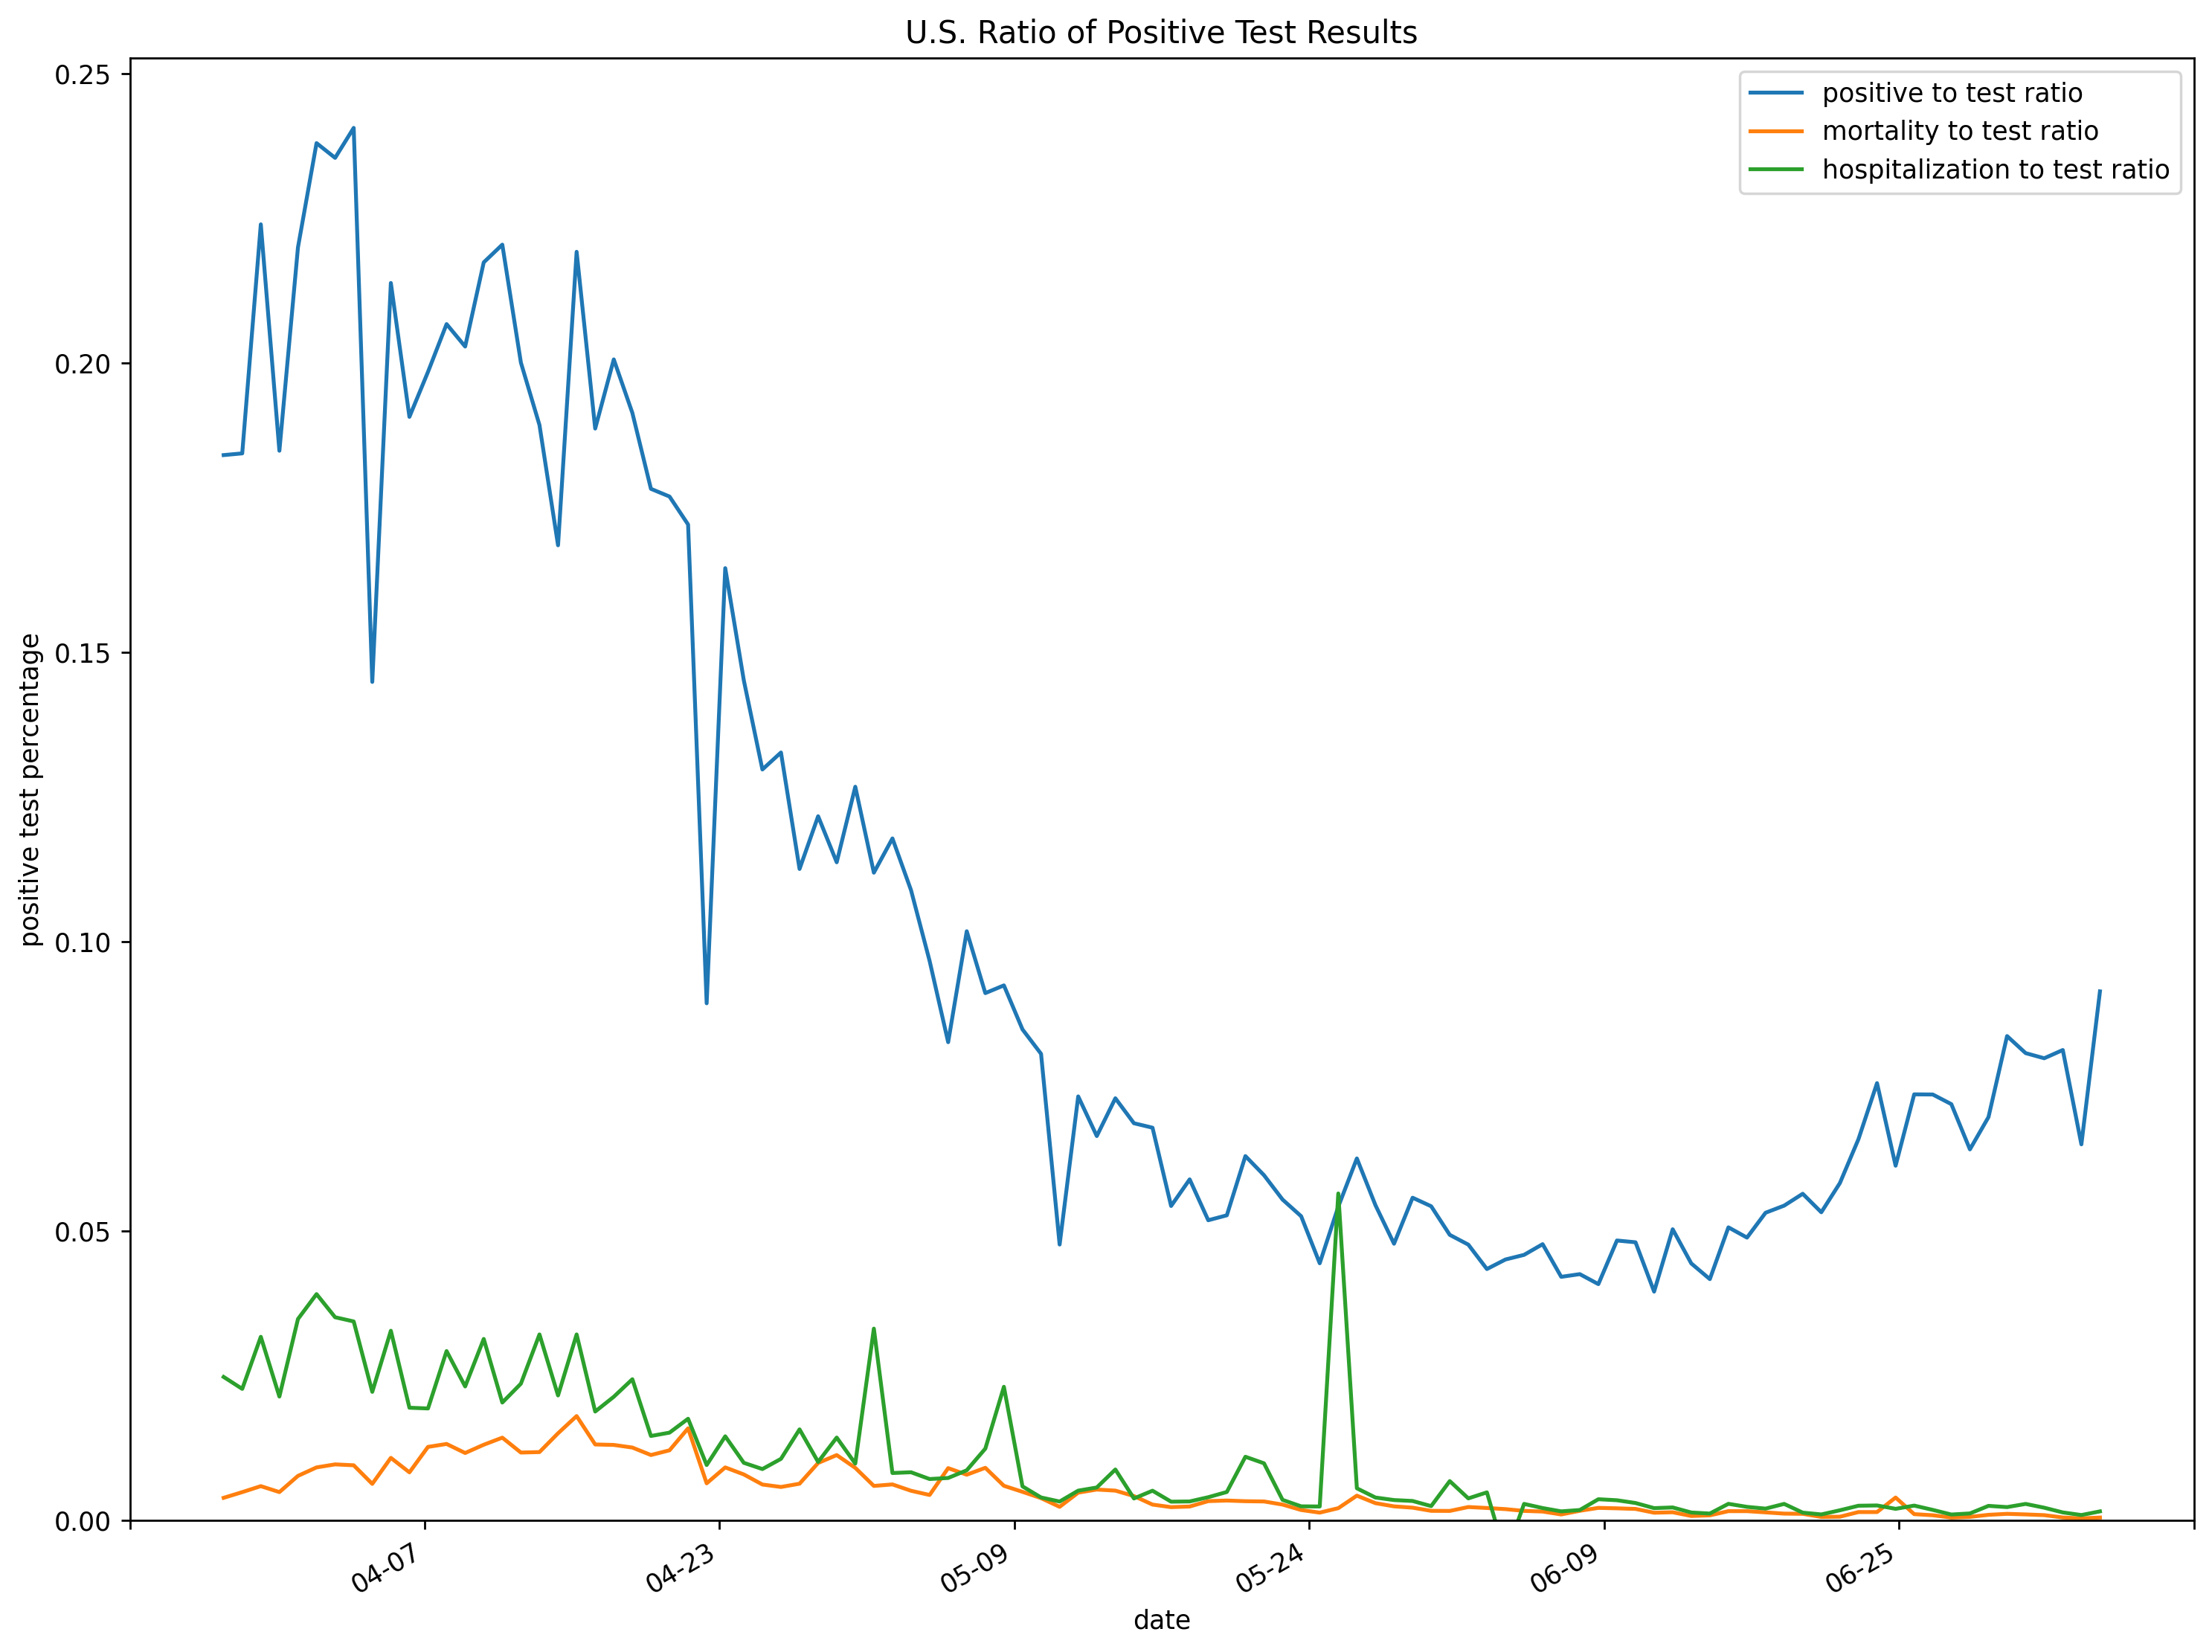 U.S. Ratio of Positive Test Results
positive to test ratio
mortality to test ratio
hospitalization to test ratio
positive test percentage
0.25
0.20
0.15
0.10
0.05
0.00
04-07
04-23
05-09
05-24
06-09
06-25
date